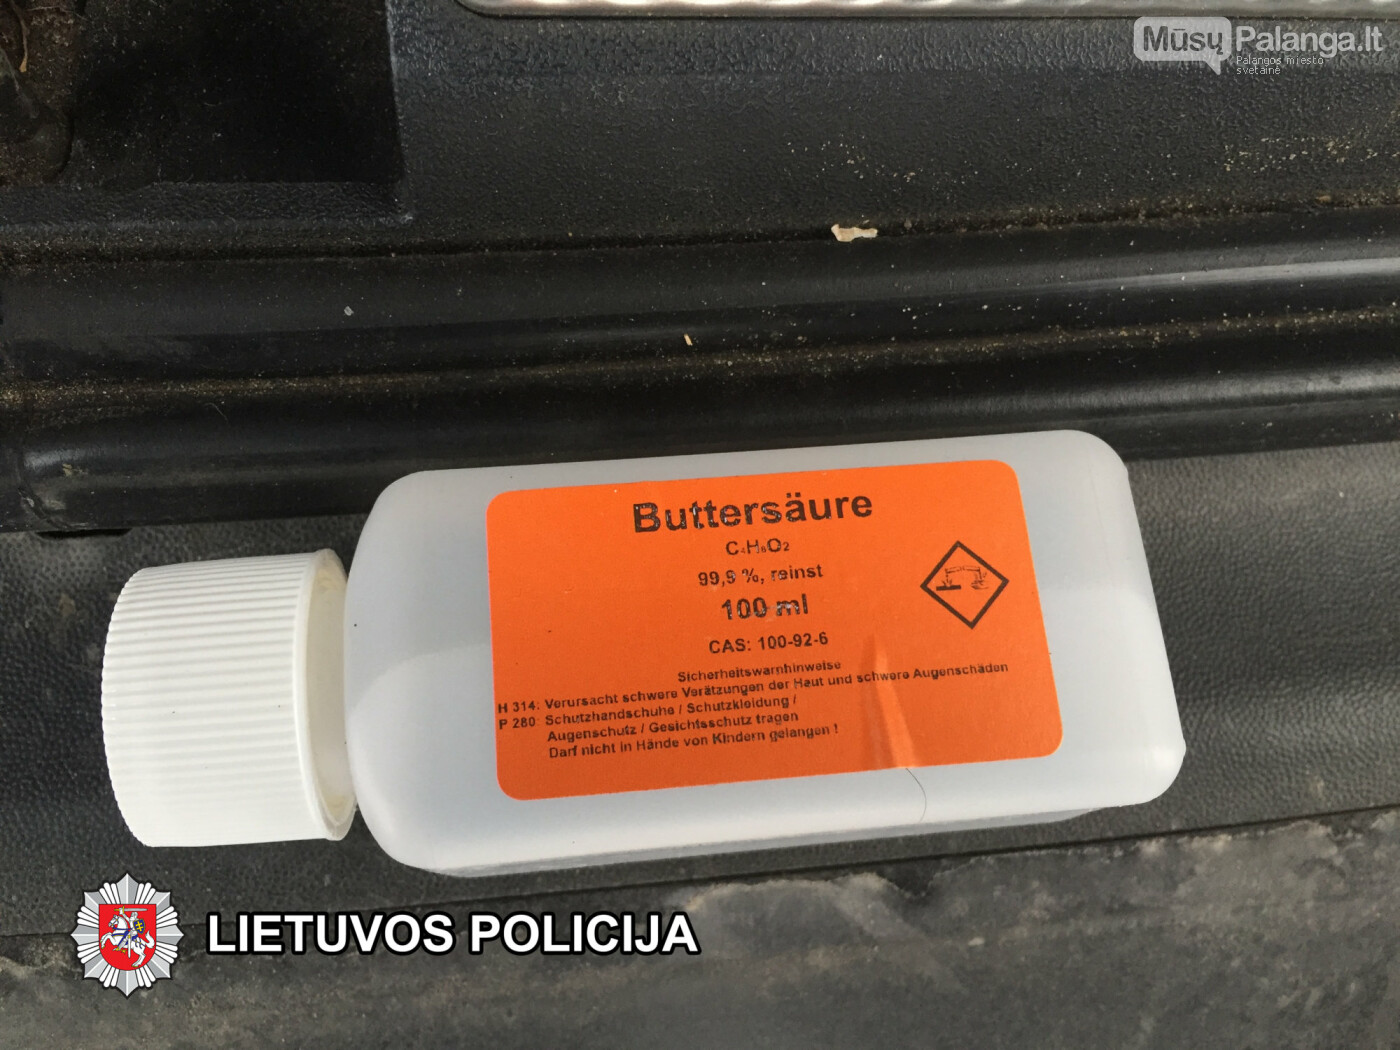 Mūsų Palanga.lt
Palangos miesto
svetainė
Buttersäure
C₄H₈O₂
99,9 %, reinst
100 ml
CAS: 100-92-6
Sicherheitswarnhinweise
H 314: Verursacht schwere Verätzungen der Haut und schwere Augenschäden
P 280: Schutzhandschuhe / Schutzkleidung /
Augenschutz / Gesichtsschutz tragen
Darf nicht in Hände von Kindern gelangen !
LIETUVOS POLICIJA